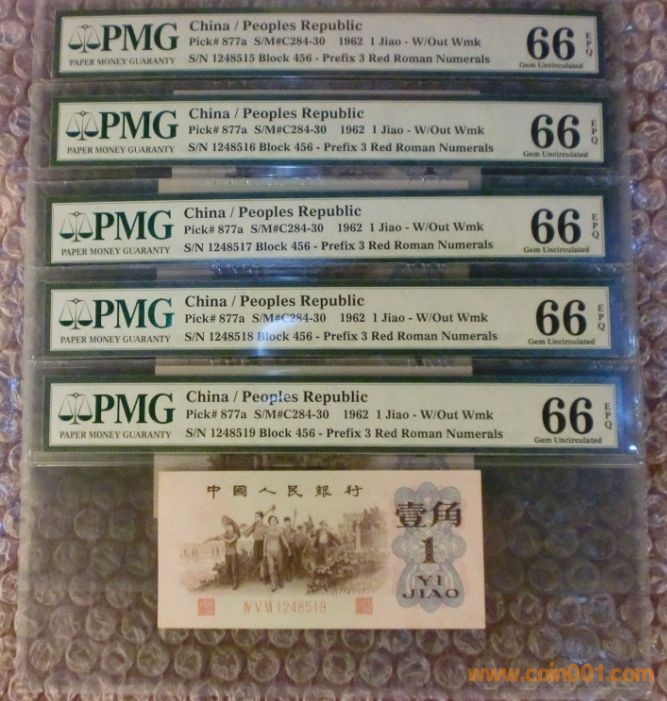 PMG
PAPER MONEY GUARANTY
China / Peoples Republic
Pick# 877a S/M#C284-30 1962 1 Jiao - W/Out Wmk
S/N 1248515 Block 456 - Prefix 3 Red Roman Numerals
66
EPQ
Gem Uncirculated
PMG
PAPER MONEY GUARANTY
China / Peoples Republic
Pick# 877a S/M#C284-30 1962 1 Jiao - W/Out Wmk
S/N 1248516 Block 456 - Prefix 3 Red Roman Numerals
66
EPQ
Gem Uncirculated
PMG
PAPER MONEY GUARANTY
China / Peoples Republic
Pick# 877a S/M#C284-30 1962 1 Jiao - W/Out Wmk
S/N 1248517 Block 456 - Prefix 3 Red Roman Numerals
66
EPQ
Gem Uncirculated
PMG
PAPER MONEY GUARANTY
China / Peoples Republic
Pick# 877a S/M#C284-30 1962 1 Jiao - W/Out Wmk
S/N 1248518 Block 456 - Prefix 3 Red Roman Numerals
66
EPQ
Gem Uncirculated
PMG
PAPER MONEY GUARANTY
China / Peoples Republic
Pick# 877a S/M#C284-30 1962 1 Jiao - W/Out Wmk
S/N 1248519 Block 456 - Prefix 3 Red Roman Numerals
66
EPQ
Gem Uncirculated
中國人民銀行
壹角
1
YI
JIAO
ⅣⅤⅥ 1248519
www.coin001.com